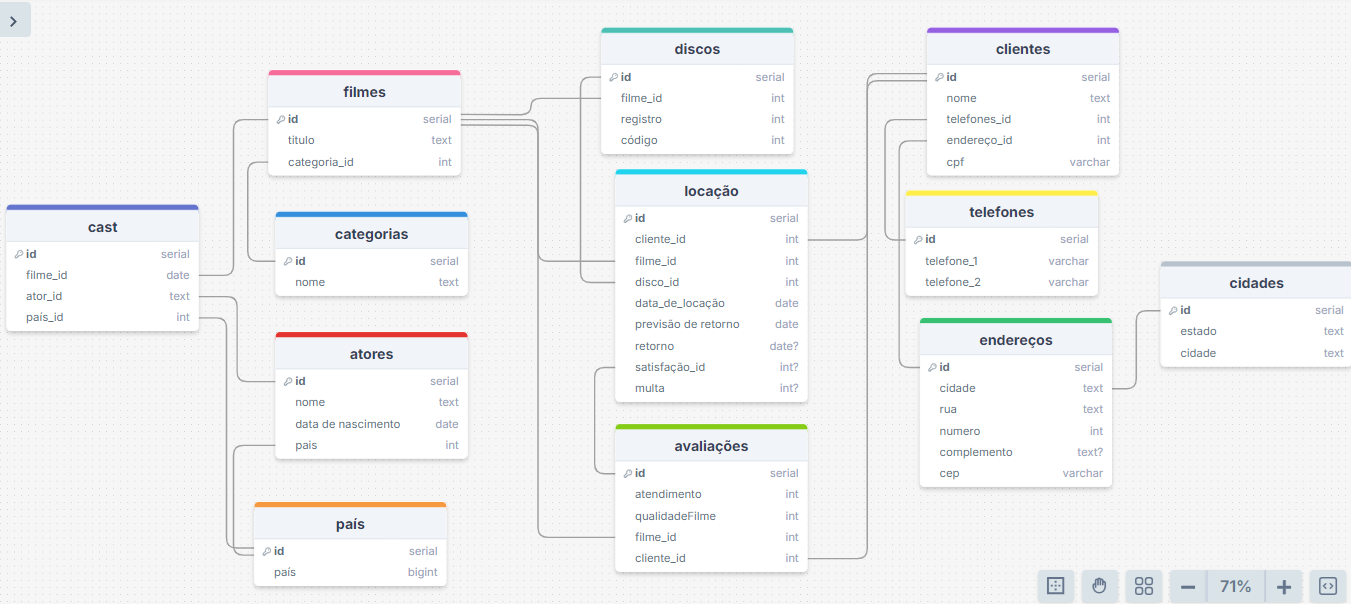 filmes
id serial
titulo text
categoria_id int
cast
id serial
filme_id date
ator_id text
país_id int
categorias
id serial
nome text
atores
id serial
nome text
data de nascimento date
pais int
país
id serial
país bigint
discos
id serial
filme_id int
registro int
código int
locação
id serial
cliente_id int
filme_id int
disco_id int
data_de_locação date
previsão de retorno date
retorno date?
satisfação_id int?
multa int?
avaliações
id serial
atendimento int
qualidadeFilme int
filme_id int
cliente_id int
clientes
id serial
nome text
telefones_id int
endereço_id int
cpf varchar
telefones
id serial
telefone_1 varchar
telefone_2 varchar
endereços
id serial
cidade text
rua text
numero int
complemento text?
cep varchar
cidades
id serial
estado text
cidade text
71%